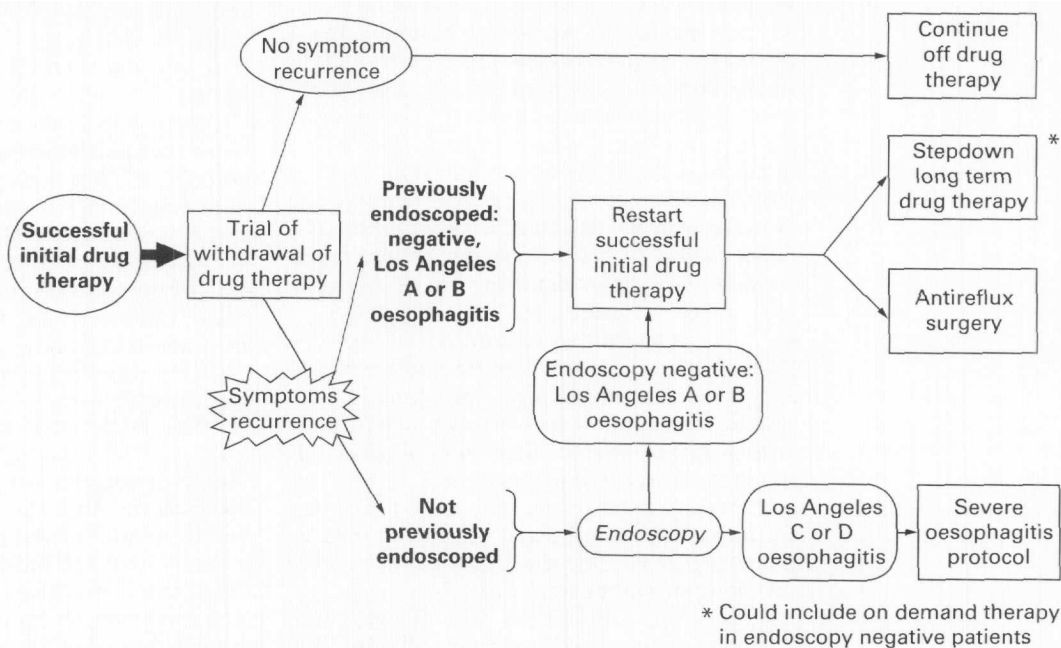 No symptom
recurrence
Continue
off drug
therapy
Successful
initial drug
therapy
Trial of
withdrawal of
drug therapy
Previously
endoscoped:
negative,
Los Angeles
A or B
oesophagitis
Restart
successful
initial drug
therapy
Stepdown
long term
drug therapy
*
Antireflux
surgery
Symptoms
recurrence
Endoscopy negative:
Los Angeles A or B
oesophagitis
Not
previously
endoscoped
Endoscopy
Los Angeles
C or D
oesophagitis
Severe
oesophagitis
protocol
* Could include on demand therapy
in endoscopy negative patients